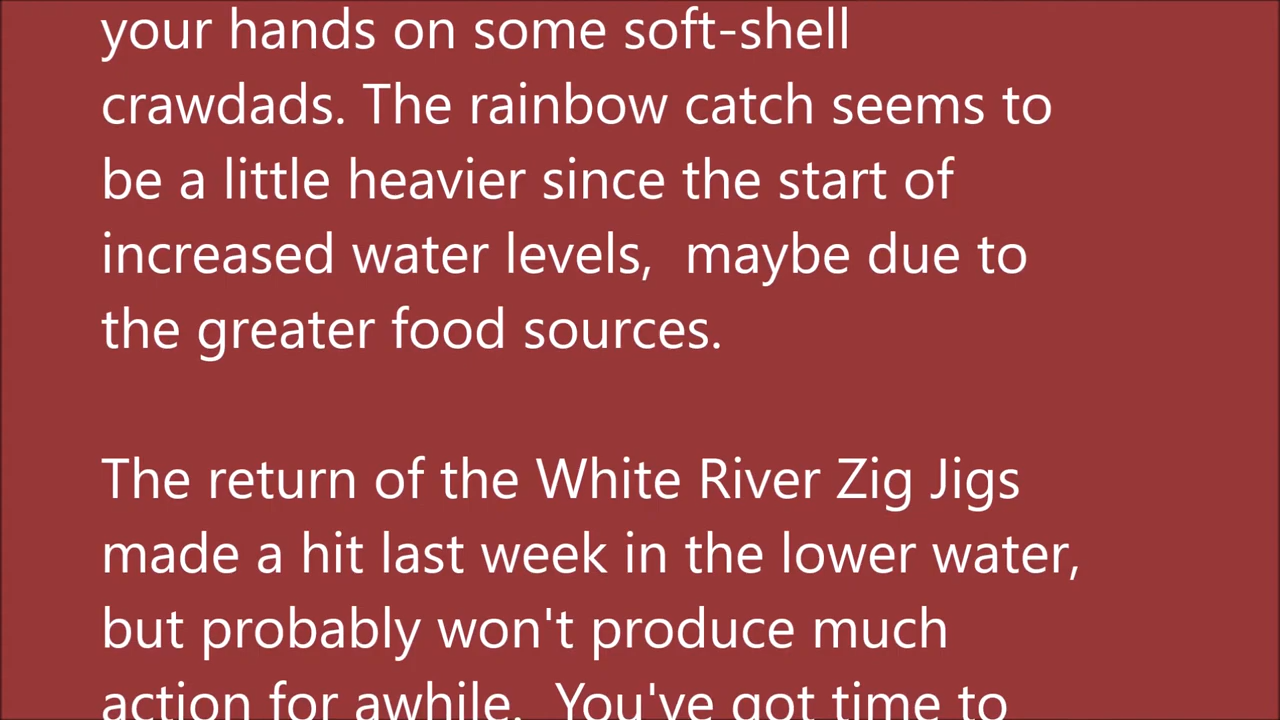 your hands on some soft-shell
crawdads. The rainbow catch seems to
be a little heavier since the start of
increased water levels,  maybe due to
the greater food sources.
The return of the White River Zig Jigs
made a hit last week in the lower water,
but probably won't produce much
action for awhile.  You've got time to